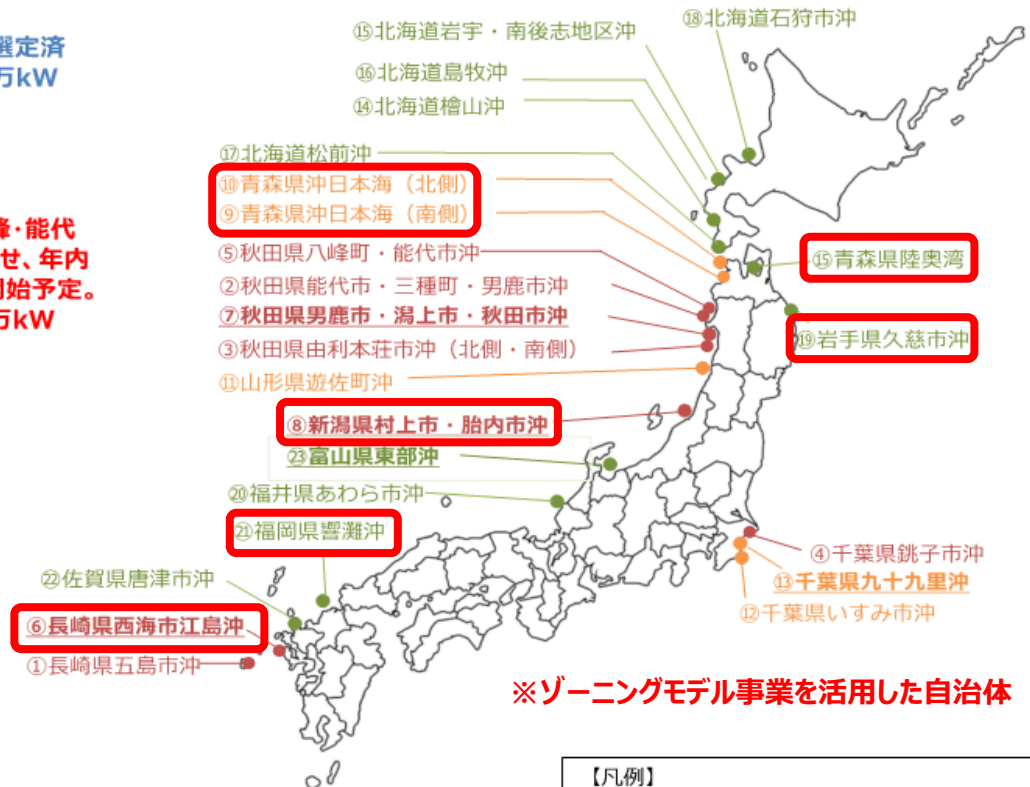 選定済
万kW
⑮北海道岩宇・南後志地区沖
⑱北海道石狩市沖
⑯北海道島牧沖
⑭北海道檜山沖
⑰北海道松前沖
⑩青森県沖日本海（北側）
⑨青森県沖日本海（南側）
峰・能代
せ、年内
開始予定。
万kW
⑤秋田県八峰町・能代市沖
⑮青森県陸奥湾
②秋田県能代市・三種町・男鹿市沖
⑦秋田県男鹿市・潟上市・秋田市沖
③秋田県由利本荘市沖（北側・南側）
⑲岩手県久慈市沖
⑪山形県遊佐町沖
⑧新潟県村上市・胎内市沖
㉓富山県東部沖
⑳福井県あわら市沖
㉑福岡県響灘沖
④千葉県銚子市沖
㉒佐賀県唐津市沖
⑬千葉県九十九里沖
⑫千葉県いすみ市沖
⑥長崎県西海市江島沖
①長崎県五島市沖
※ゾーニングモデル事業を活用した自治体
【凡例】